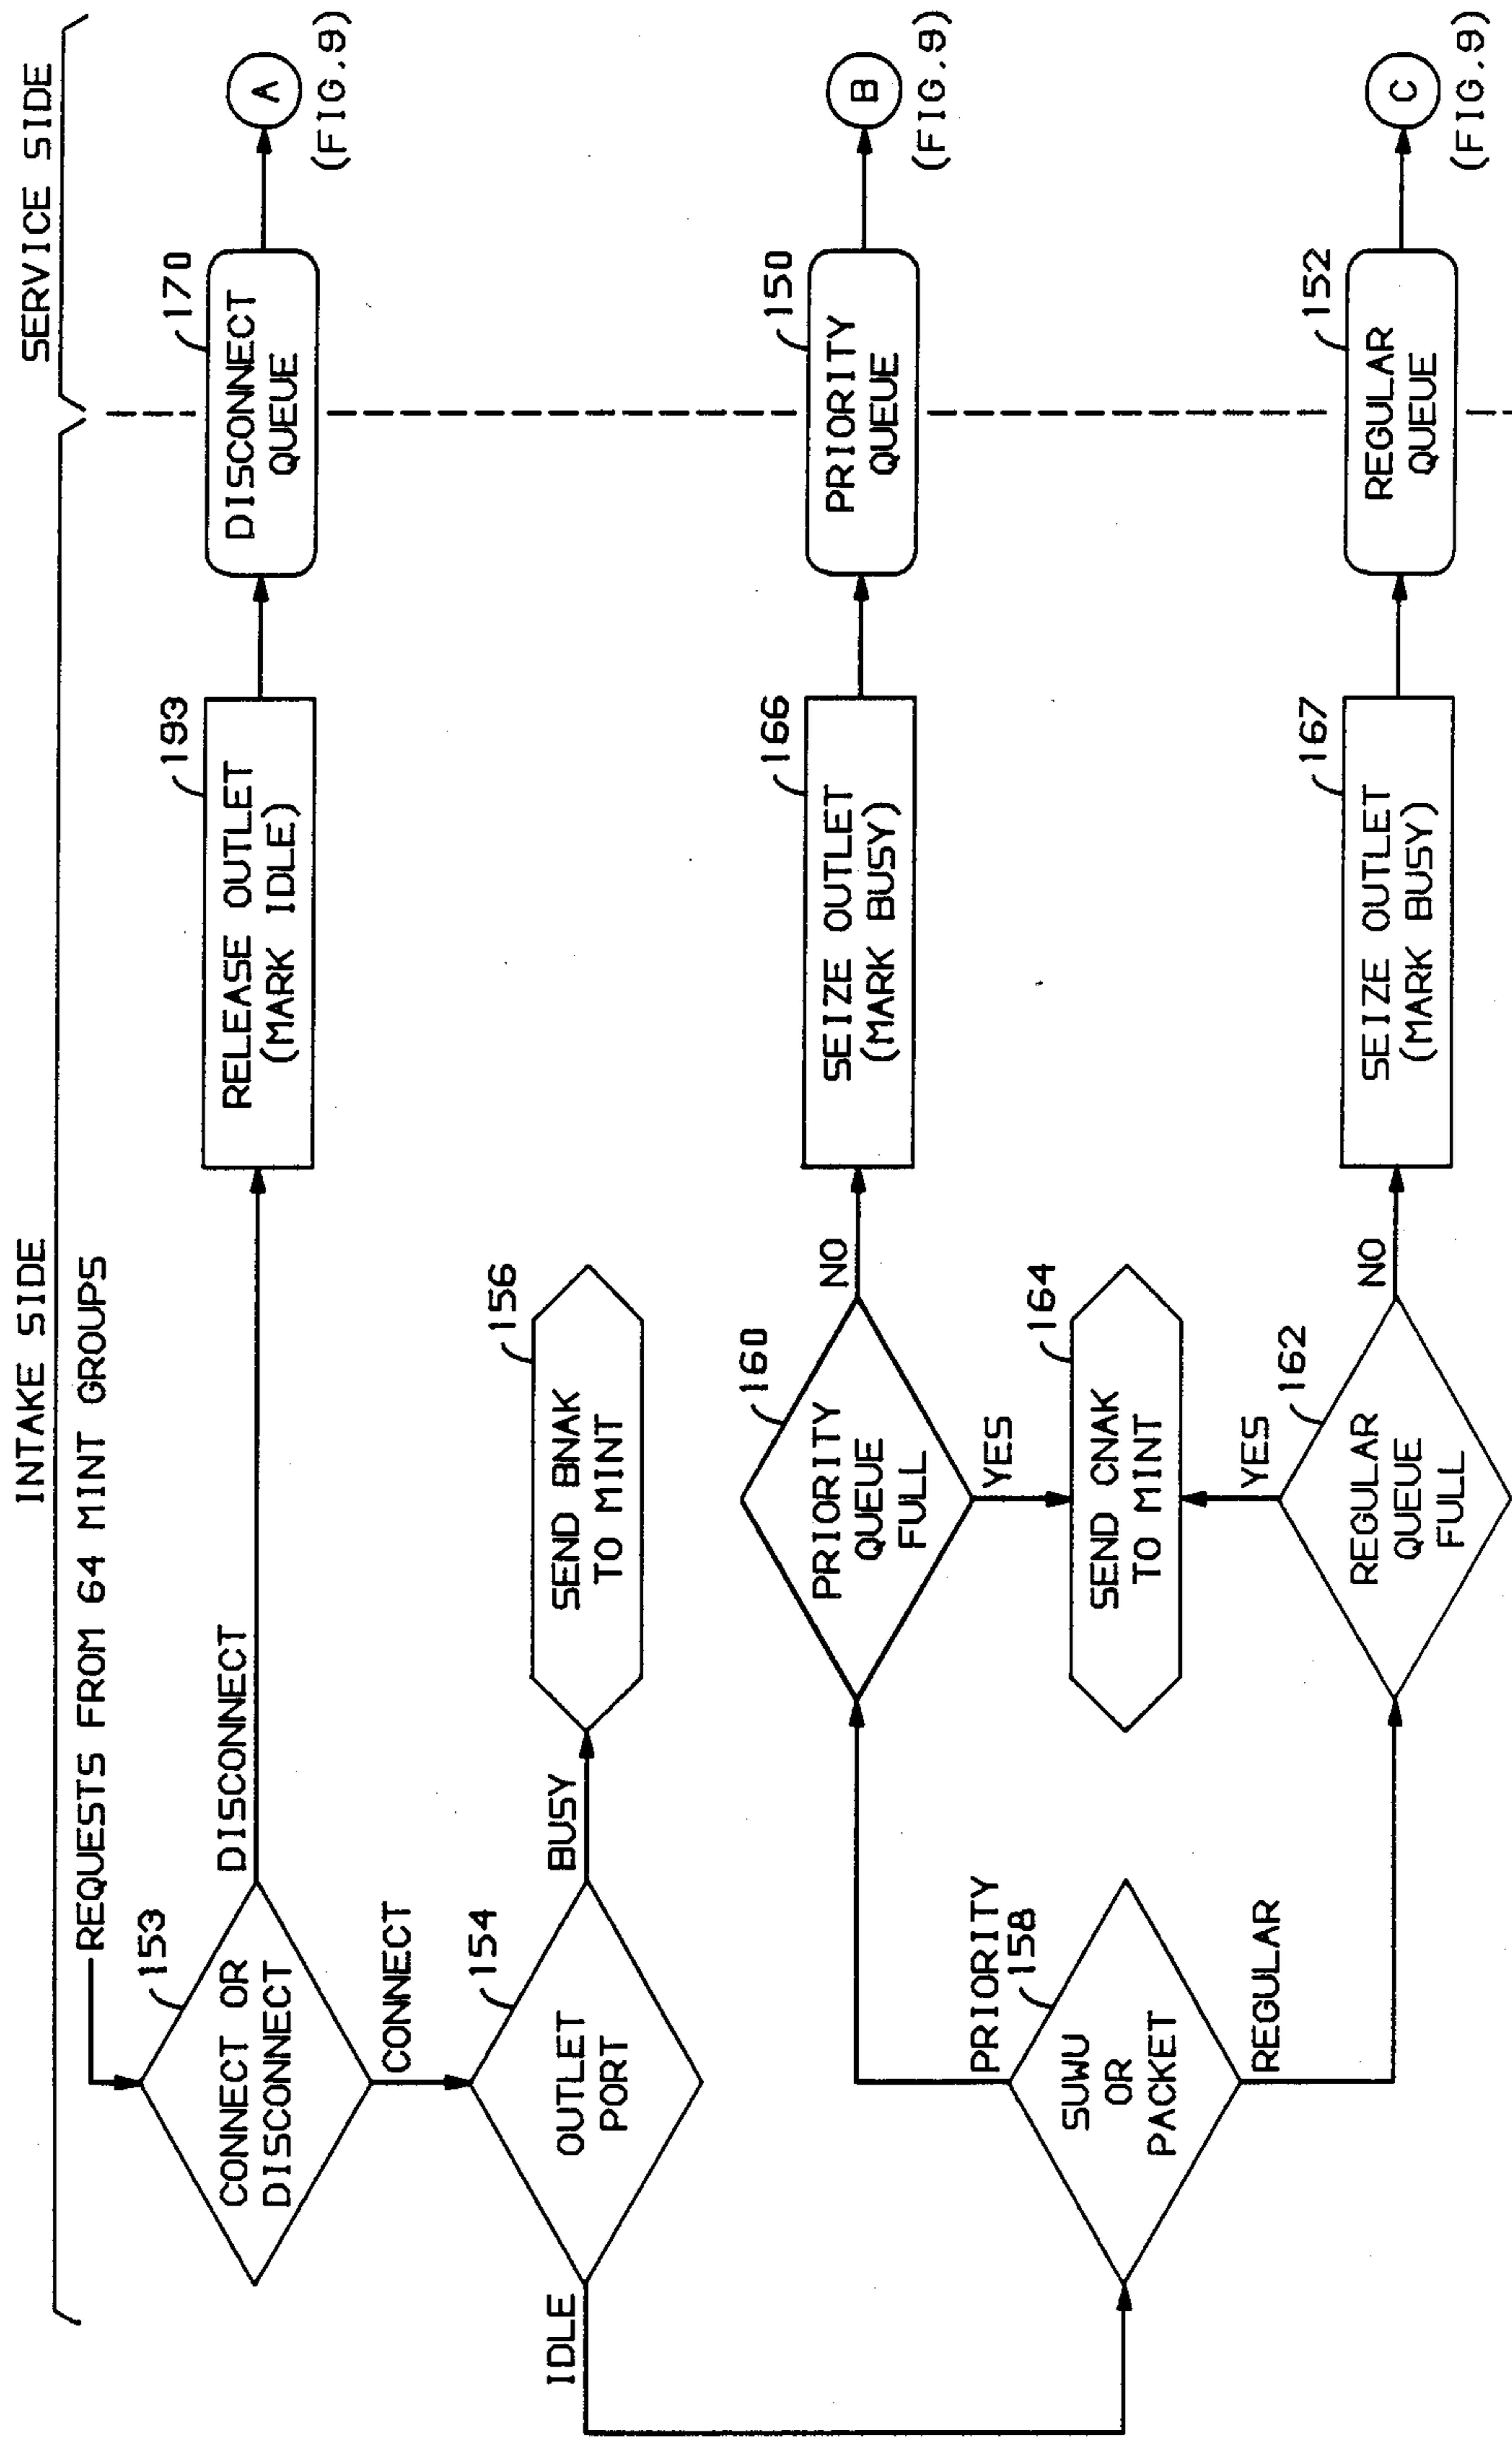 INTAKE SIDE
SERVICE SIDE
REQUESTS FROM 64 MINT GROUPS
153
CONNECT OR
DISCONNECT
DISCONNECT
193
RELEASE OUTLET
(MARK IDLE)
170
DISCONNECT
QUEUE
A
(FIG.9)
CONNECT
154
OUTLET
PORT
BUSY
156
SEND BNAK
TO MINT
IDLE
PRIORITY
158
SUWU
OR
PACKET
REGULAR
160
PRIORITY
QUEUE
FULL
NO
YES
166
SEIZE OUTLET
(MARK BUSY)
150
PRIORITY
QUEUE
B
(FIG.9)
164
SEND CNAK
TO MINT
YES
162
REGULAR
QUEUE
FULL
NO
167
SEIZE OUTLET
(MARK BUSY)
152
REGULAR
QUEUE
C
(FIG.9)